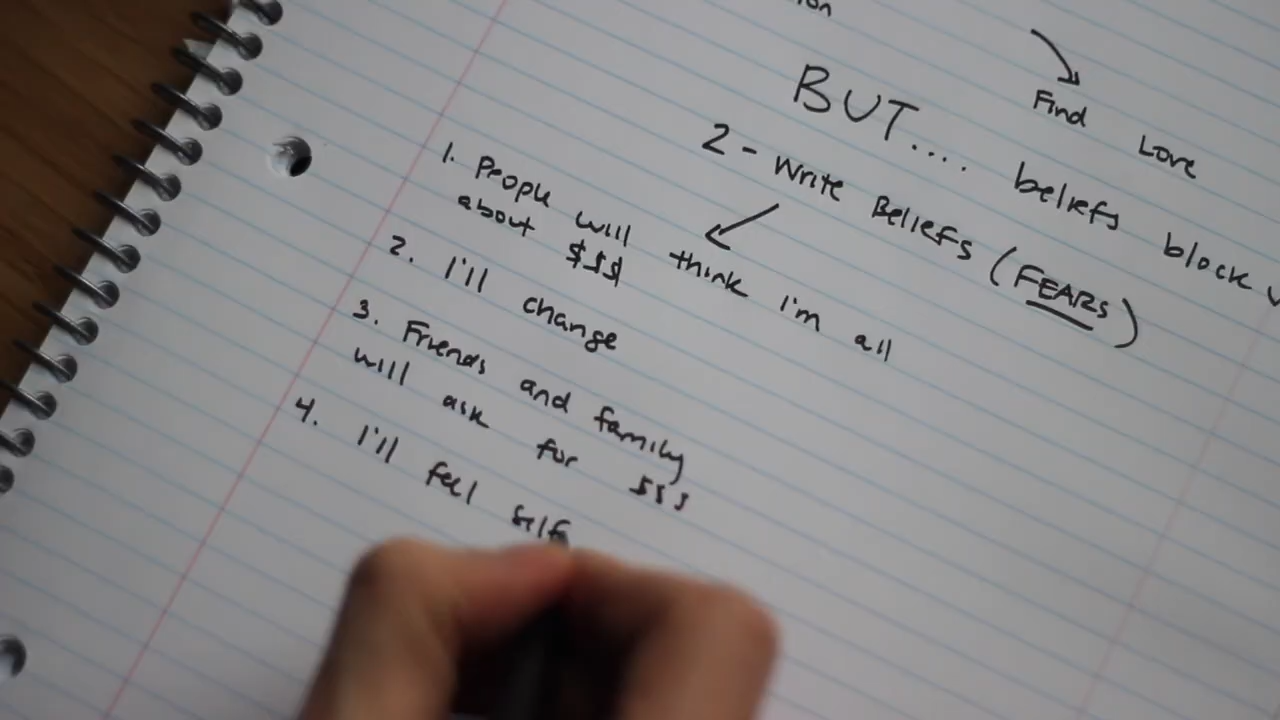 Find Love
BUT.... beliefs block
2 - Write Beliefs (FEARS)
1. People will think i'm all
about $$$
2. I'll change
3. Friends and family
will ask for $$$
4. I'll feel self